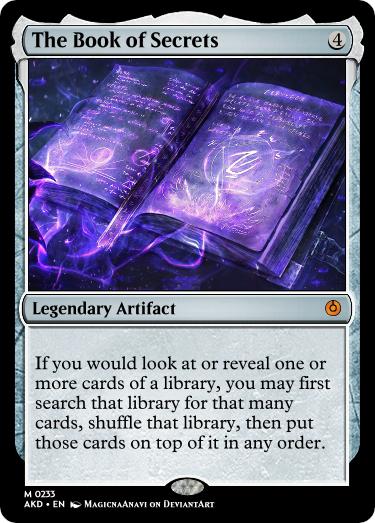 The Book of Secrets 4
Legendary Artifact
If you would look at or reveal one or
more cards of a library, you may first
search that library for that many
cards, shuffle that library, then put
those cards on top of it in any order.
M 0233
AKD • EN MagicnaAnavi on DeviantArt